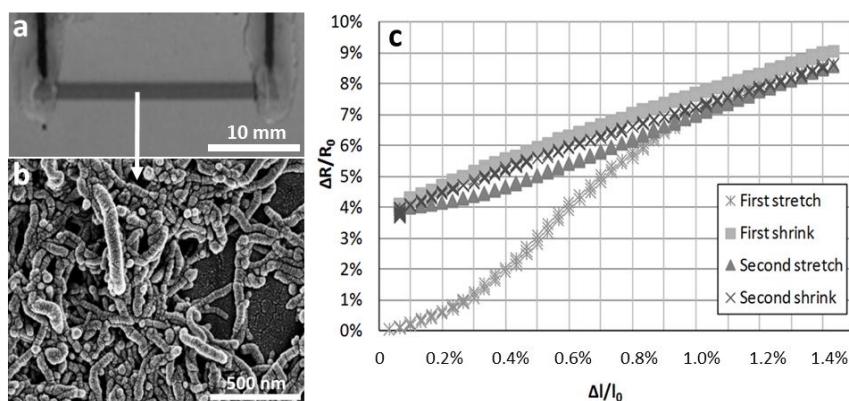 a
10 mm
b
500 nm
c
10%
9%
8%
7%
6%
5%
4%
3%
2%
1%
0%
ΔR/R₀
0 0.2% 0.4% 0.6% 0.8% 1.0% 1.2% 1.4%
Δl/l₀
First stretch
First shrink
Second stretch
Second shrink